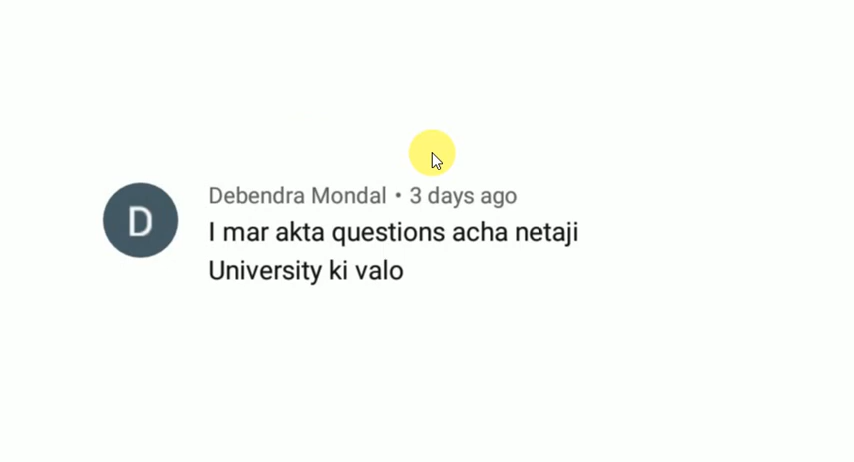 D
Debendra Mondal • 3 days ago
I mar akta questions acha netaji
University ki valo